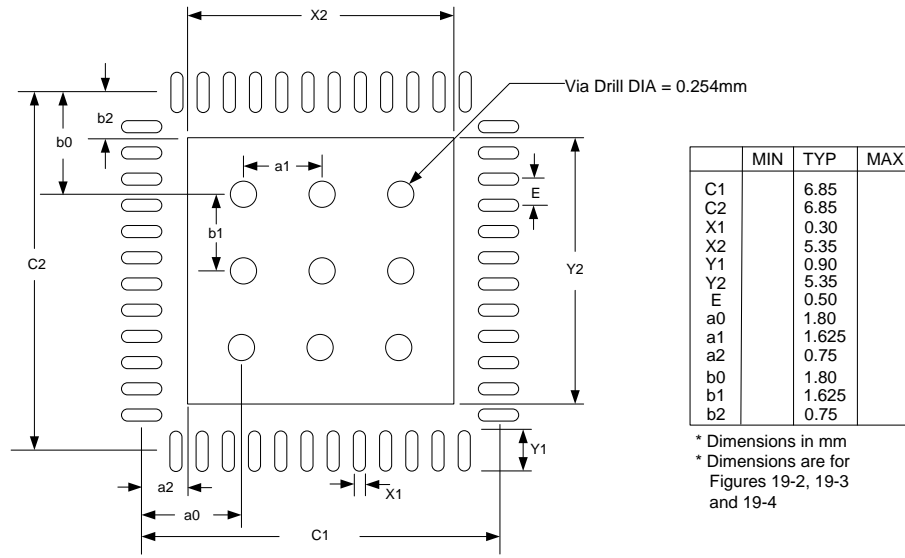 X2
Via Drill DIA = 0.254mm
b2
b0
a1
E
b1
C2
Y2
Y1
X1
a2
a0
C1
MIN TYP MAX
C1 6.85
C2 6.85
X1 0.30
X2 5.35
Y1 0.90
Y2 5.35
E 0.50
a0 1.80
a1 1.625
a2 0.75
b0 1.80
b1 1.625
b2 0.75
* Dimensions in mm
* Dimensions are for
Figures 19-2, 19-3
and 19-4